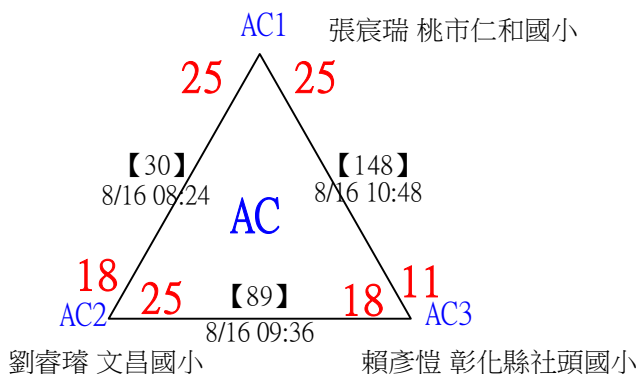 AC1
張宸瑞 桃市仁和國小
25
25
【30】
8/16 08:24
【148】
8/16 10:48
AC
18
25
【89】
8/16 09:36
18
11
AC2
AC3
劉睿璿 文昌國小
賴彥愷 彰化縣社頭國小